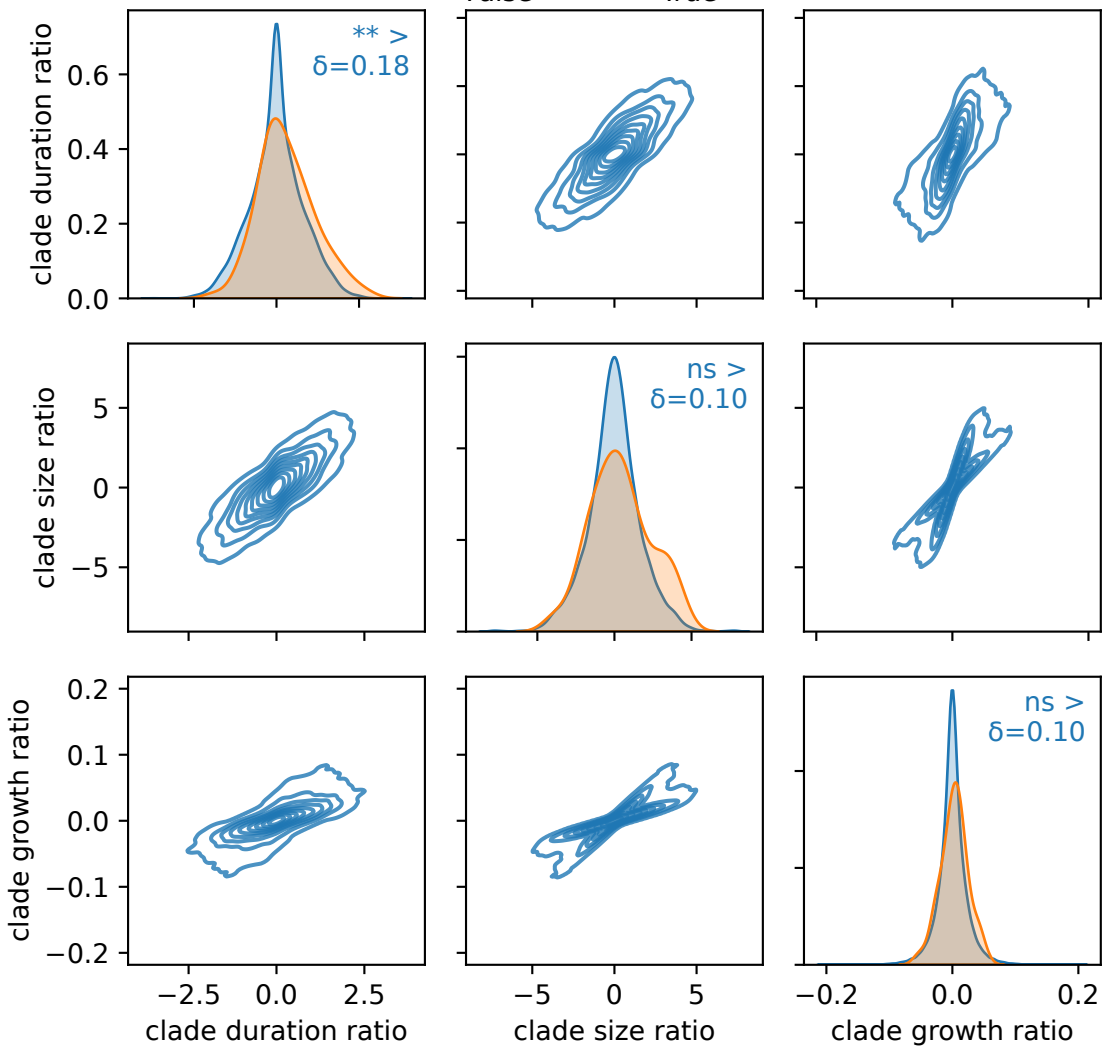 ** >
δ=0.18
clade duration ratio
0.6
0.4
0.2
0.0
ns >
δ=0.10
clade size ratio
5
0
−5
ns >
δ=0.10
clade growth ratio
0.2
0.1
0.0
−0.1
−0.2
−2.5 0.0 2.5
−5 0 5
−0.2 0.0 0.2
clade duration ratio
clade size ratio
clade growth ratio